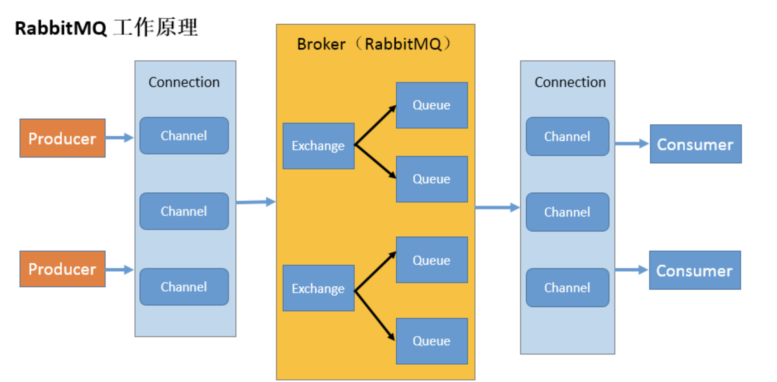 RabbitMQ 工作原理
Broker（RabbitMQ）
Connection
Connection
Producer
Channel
Exchange
Queue
Queue
Channel
Consumer
Channel
Channel
Producer
Channel
Exchange
Queue
Queue
Channel
Consumer